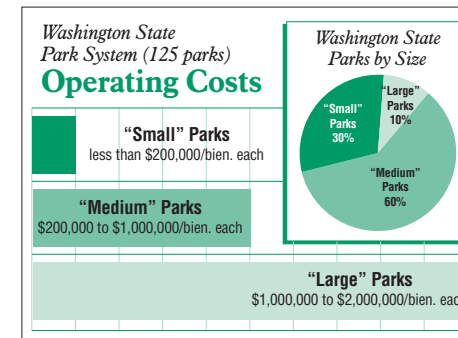 Washington State
Park System (125 parks)
Operating Costs
"Small" Parks
less than $200,000/bien. each
"Medium" Parks
$200,000 to $1,000,000/bien. each
"Large" Parks
$1,000,000 to $2,000,000/bien. eac
Washington State
Parks by Size
"Large"
Parks
10%
"Small"
Parks
30%
"Medium"
Parks
60%